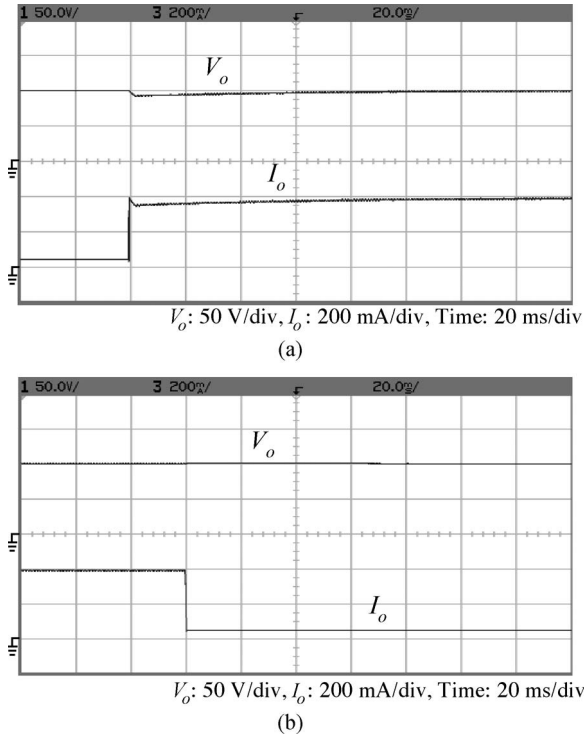 1 50.0V/ 3 200mA/ 20.0ms/
Vo
Io
Vo: 50 V/div, Io: 200 mA/div, Time: 20 ms/div
(a)
1 50.0V/ 3 200mA/ 20.0ms/
Vo
Io
Vo: 50 V/div, Io: 200 mA/div, Time: 20 ms/div
(b)